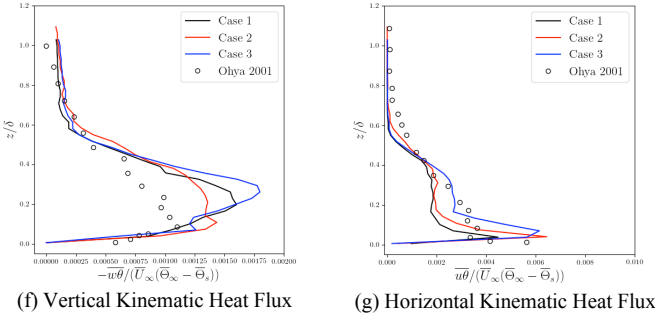 1.2
1.0
0.8
0.6
0.4
0.2
0.0
z/δ
Case 1
Case 2
Case 3
Ohya 2001
0.00000 0.00025 0.00050 0.00075 0.00100 0.00125 0.00150 0.00175 0.00200
−w̅θ̅/(U̅∞(Θ̅∞ − Θ̅s))
(f) Vertical Kinematic Heat Flux
1.2
1.0
0.8
0.6
0.4
0.2
0.0
z/δ
Case 1
Case 2
Case 3
Ohya 2001
0.000 0.002 0.004 0.006 0.008 0.010
u̅θ̅/(U̅∞(Θ̅∞ − Θ̅s))
(g) Horizontal Kinematic Heat Flux